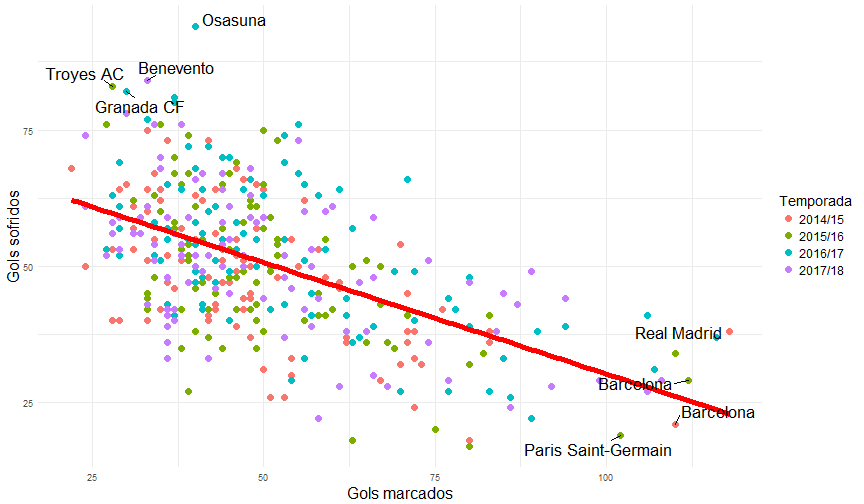 Osasuna
Benevento
Troyes AC
Granada CF
75
50
25
Gols sofridos
Real Madrid
Barcelona
Barcelona
Paris Saint-Germain
25
50
75
100
Gols marcados
Temporada
2014/15
2015/16
2016/17
2017/18